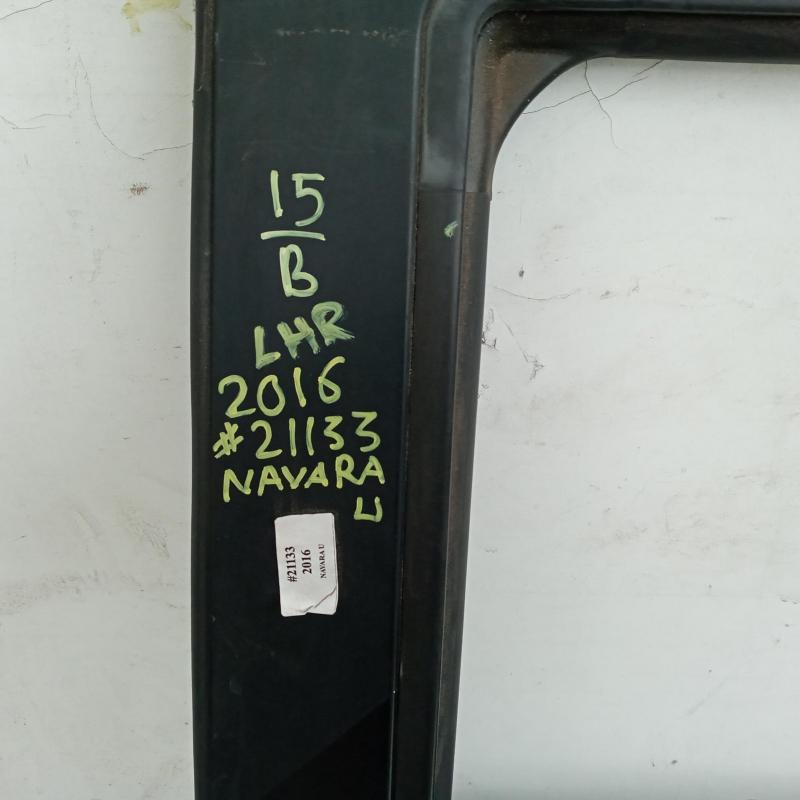 15
B
LHR
2016
#21133
NAVARA
U
#21133
2016
NAVARA U